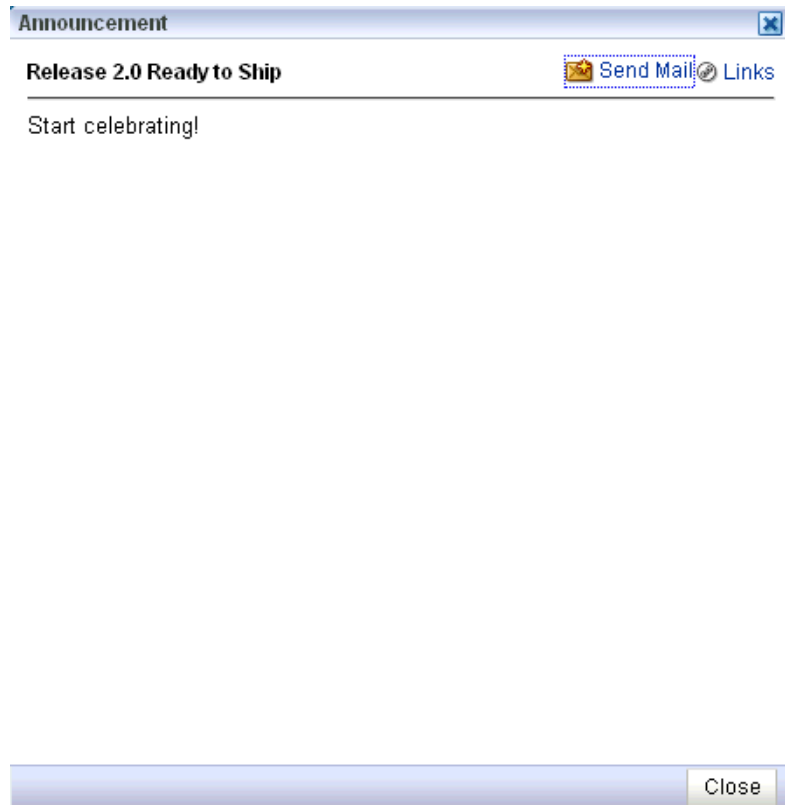 Announcement
Release 2.0 Ready to Ship Send Mail Links
Start celebrating!
Close